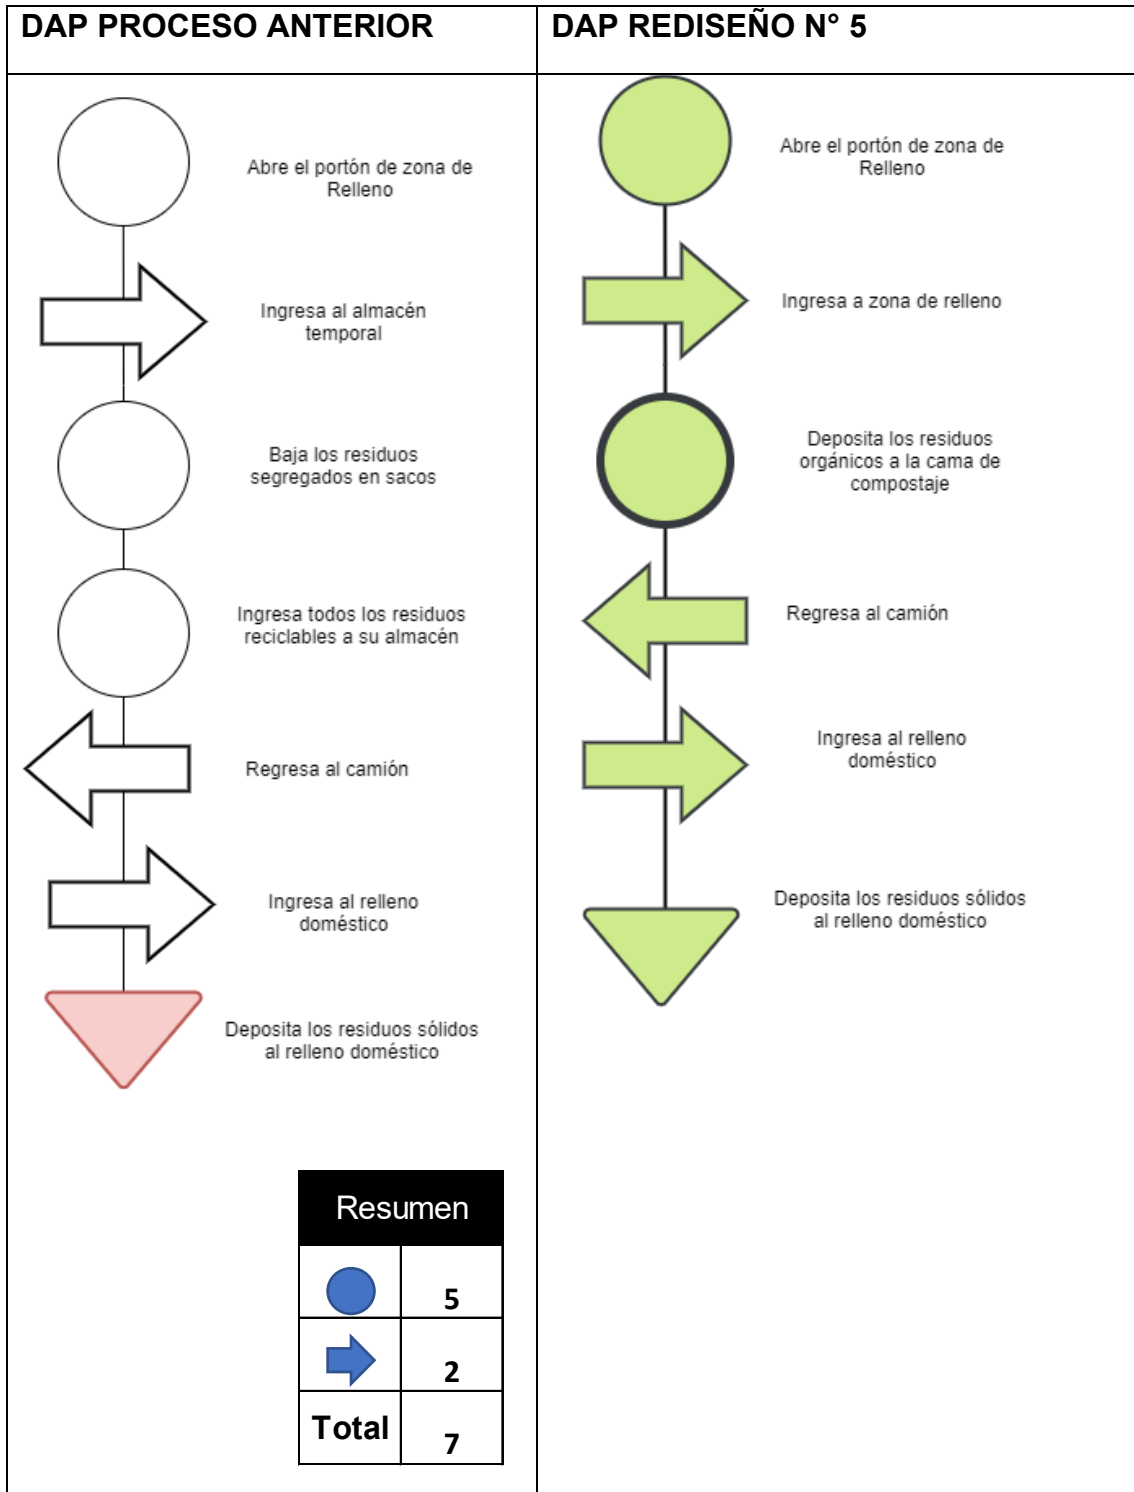 DAP PROCESO ANTERIOR
DAP REDISEÑO N° 5
Abre el portón de zona de
Relleno
Ingresa al almacén
temporal
Baja los residuos
segregados en sacos
Ingresa todos los residuos
reciclables a su almacén
Regresa al camión
Ingresa al relleno
doméstico
Deposita los residuos sólidos
al relleno doméstico
Resumen
5
2
Total
7
Abre el portón de zona de
Relleno
Ingresa a zona de relleno
Deposita los residuos
orgánicos a la cama de
compostaje
Regresa al camión
Ingresa al relleno
doméstico
Deposita los residuos sólidos
al relleno doméstico